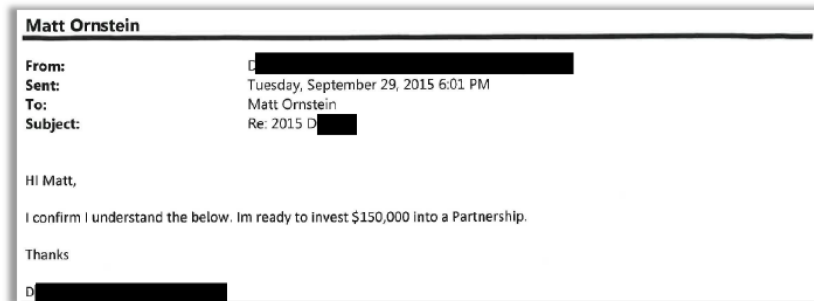 Matt Ornstein
From: D
Sent: Tuesday, September 29, 2015 6:01 PM
To: Matt Ornstein
Subject: Re: 2015 D
HI Matt,
I confirm I understand the below. Im ready to invest $150,000 into a Partnership.
Thanks
D